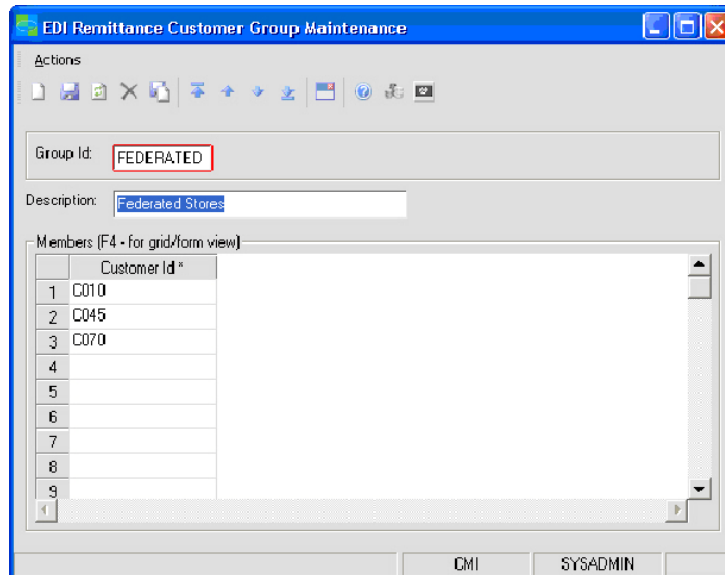 EDI Remittance Customer Group Maintenance
Actions
Group Id: FEDERATED
Description: Federated Stores
Members (F4 - for grid/form view)
Customer Id *
1 C010
2 C045
3 C070
4
5
6
7
8
9
CMI SYSADMIN